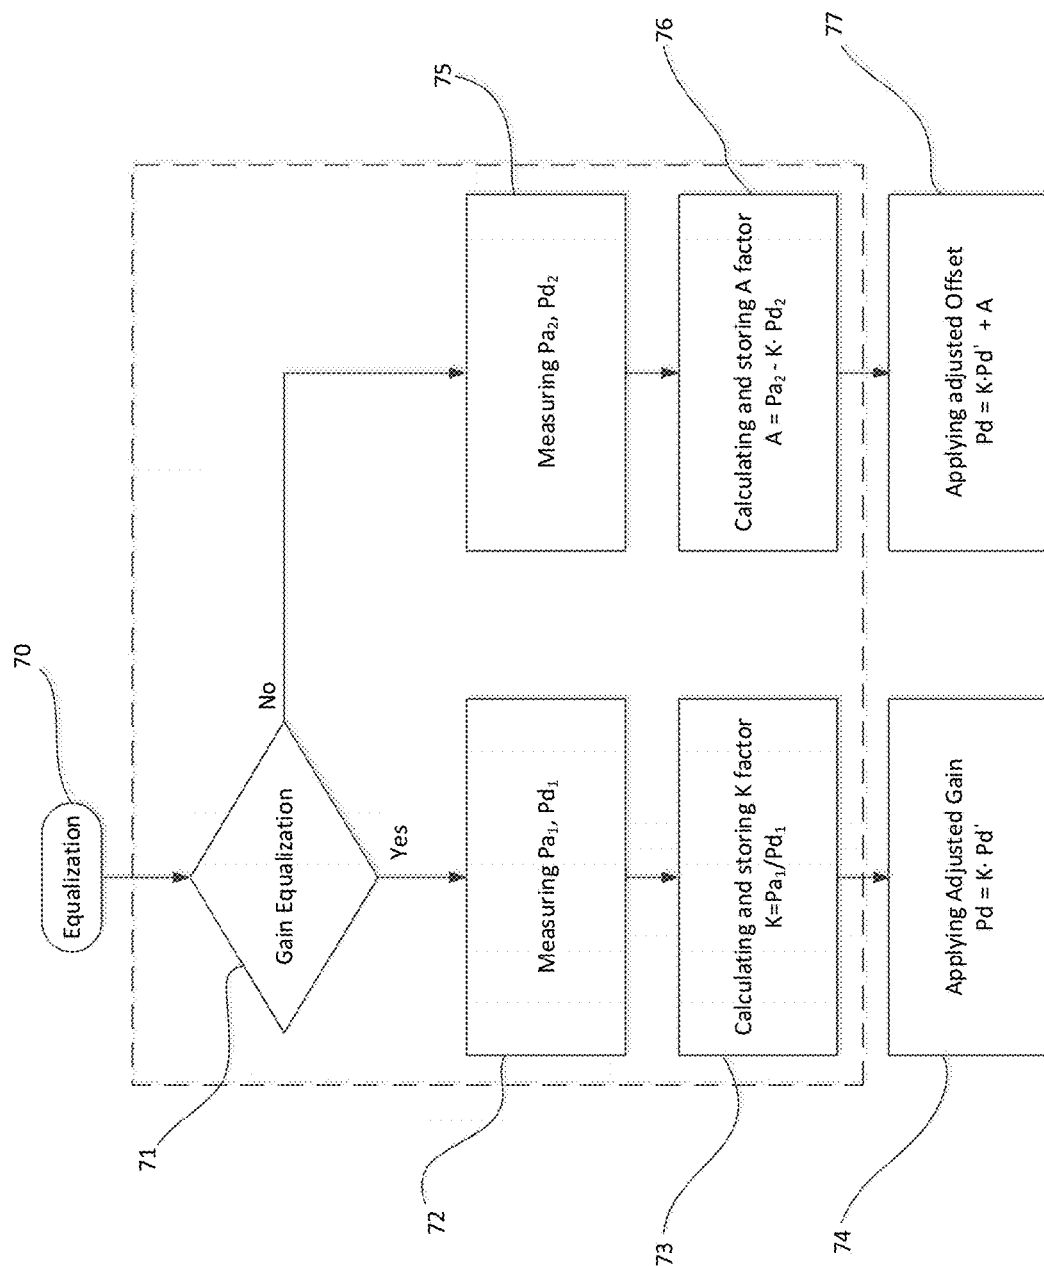 70
Equalization
71
Gain Equalization
No
Yes
72
Measuring Pa₁, Pd₁
73
Calculating and storing K factor
K=Pa₁/Pd₁
74
Applying Adjusted Gain
Pd = K· Pd'
75
Measuring Pa₂, Pd₂
76
Calculating and storing A factor
A = Pa₂ - K· Pd₂
77
Applying adjusted Offset
Pd = K·Pd' + A